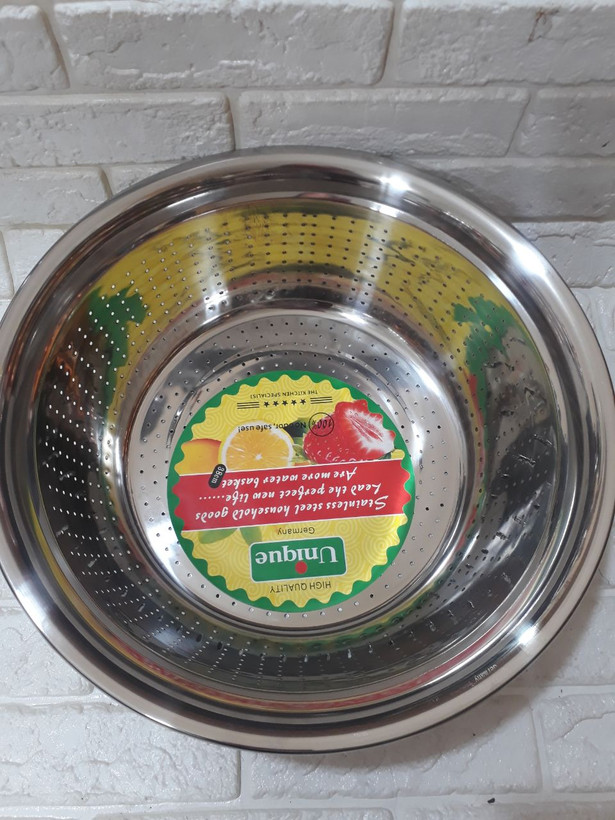 HIGH QUALITY
Unique
Germany
Stainless steel household goods
Lead the perfect new life......
Are more water basket
38cm
100% No odor, safe use!
THE KITCHEN SPECIALIST